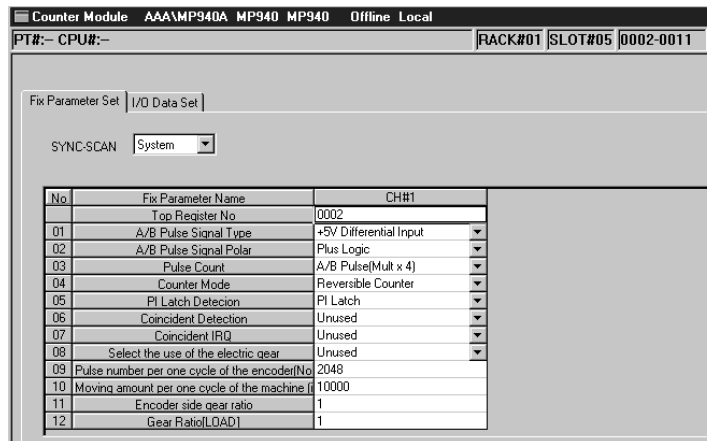 Counter Module AAA\MP940A MP940 MP940 Offline Local
PT#:– CPU#:– RACK#01 SLOT#05 0002-0011
Fix Parameter Set I/O Data Set
SYNC-SCAN System
No Fix Parameter Name CH#1
Top Register No 0002
01 A/B Pulse Signal Type +5V Differential Input
02 A/B Pulse Signal Polar Plus Logic
03 Pulse Count A/B Pulse(Mult x 4)
04 Counter Mode Reversible Counter
05 PI Latch Detecion PI Latch
06 Coincident Detection Unused
07 Coincident IRQ Unused
08 Select the use of the electric gear Unused
09 Pulse number per one cycle of the encoder(No 2048
10 Moving amount per one cycle of the machine (i 10000
11 Encoder side gear ratio 1
12 Gear Ratio[LOAD] 1